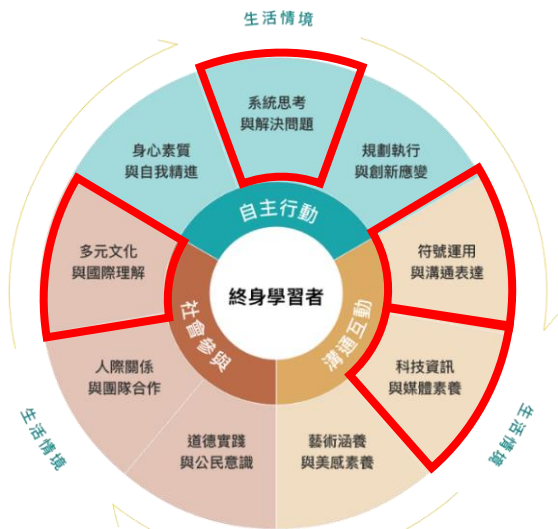 生活情境
系統思考
與解決問題
身心素質
與自我精進
規劃執行
與創新應變
自主行動
多元文化
與國際理解
符號運用
與溝通表達
終身學習者
社會參與
溝通互動
人際關係
與團隊合作
科技資訊
與媒體素養
道德實踐
與公民意識
藝術涵養
與美感素養
生活情境
生活情境